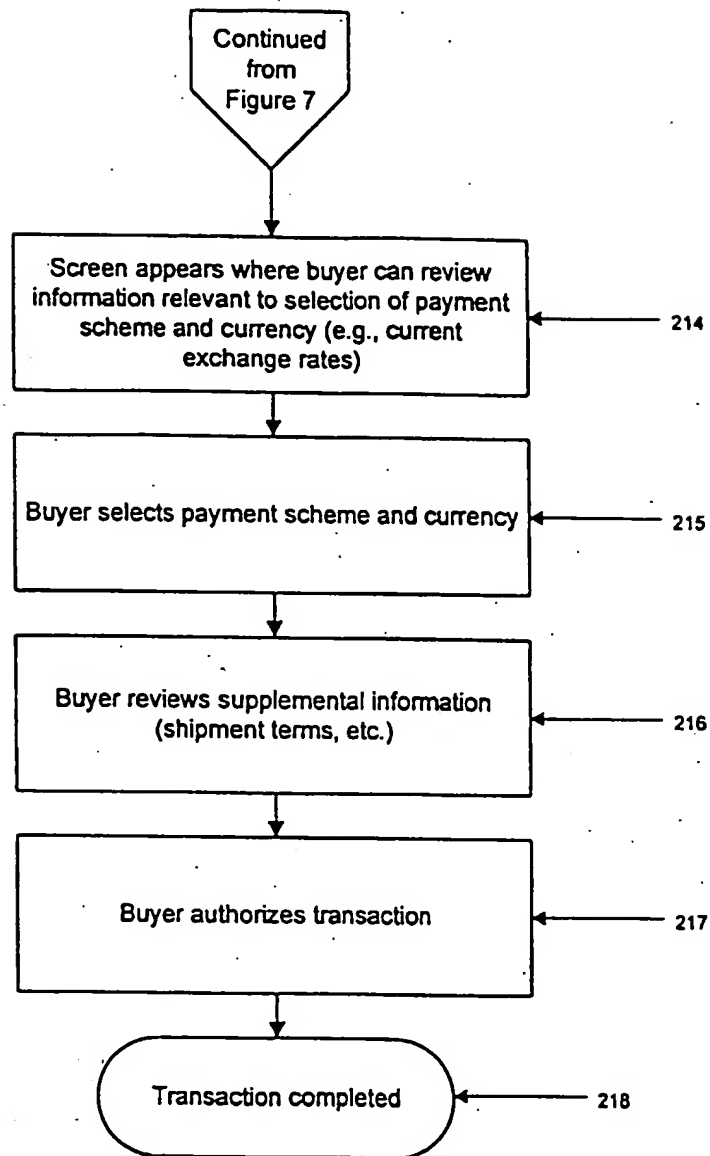 Continued
from
Figure 7
Screen appears where buyer can review
information relevant to selection of payment
scheme and currency (e.g., current
exchange rates)
214
Buyer selects payment scheme and currency
215
Buyer reviews supplemental information
(shipment terms, etc.)
216
Buyer authorizes transaction
217
Transaction completed
218